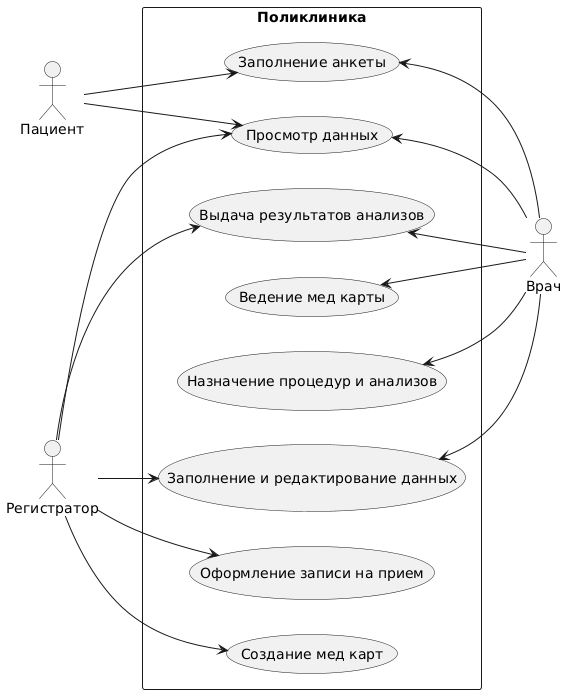 Поликлиника
Заполнение анкеты
Пациент
Просмотр данных
Выдача результатов анализов
Врач
Ведение мед карты
Назначение процедур и анализов
Заполнение и редактирование данных
Регистратор
Оформление записи на прием
Создание мед карт